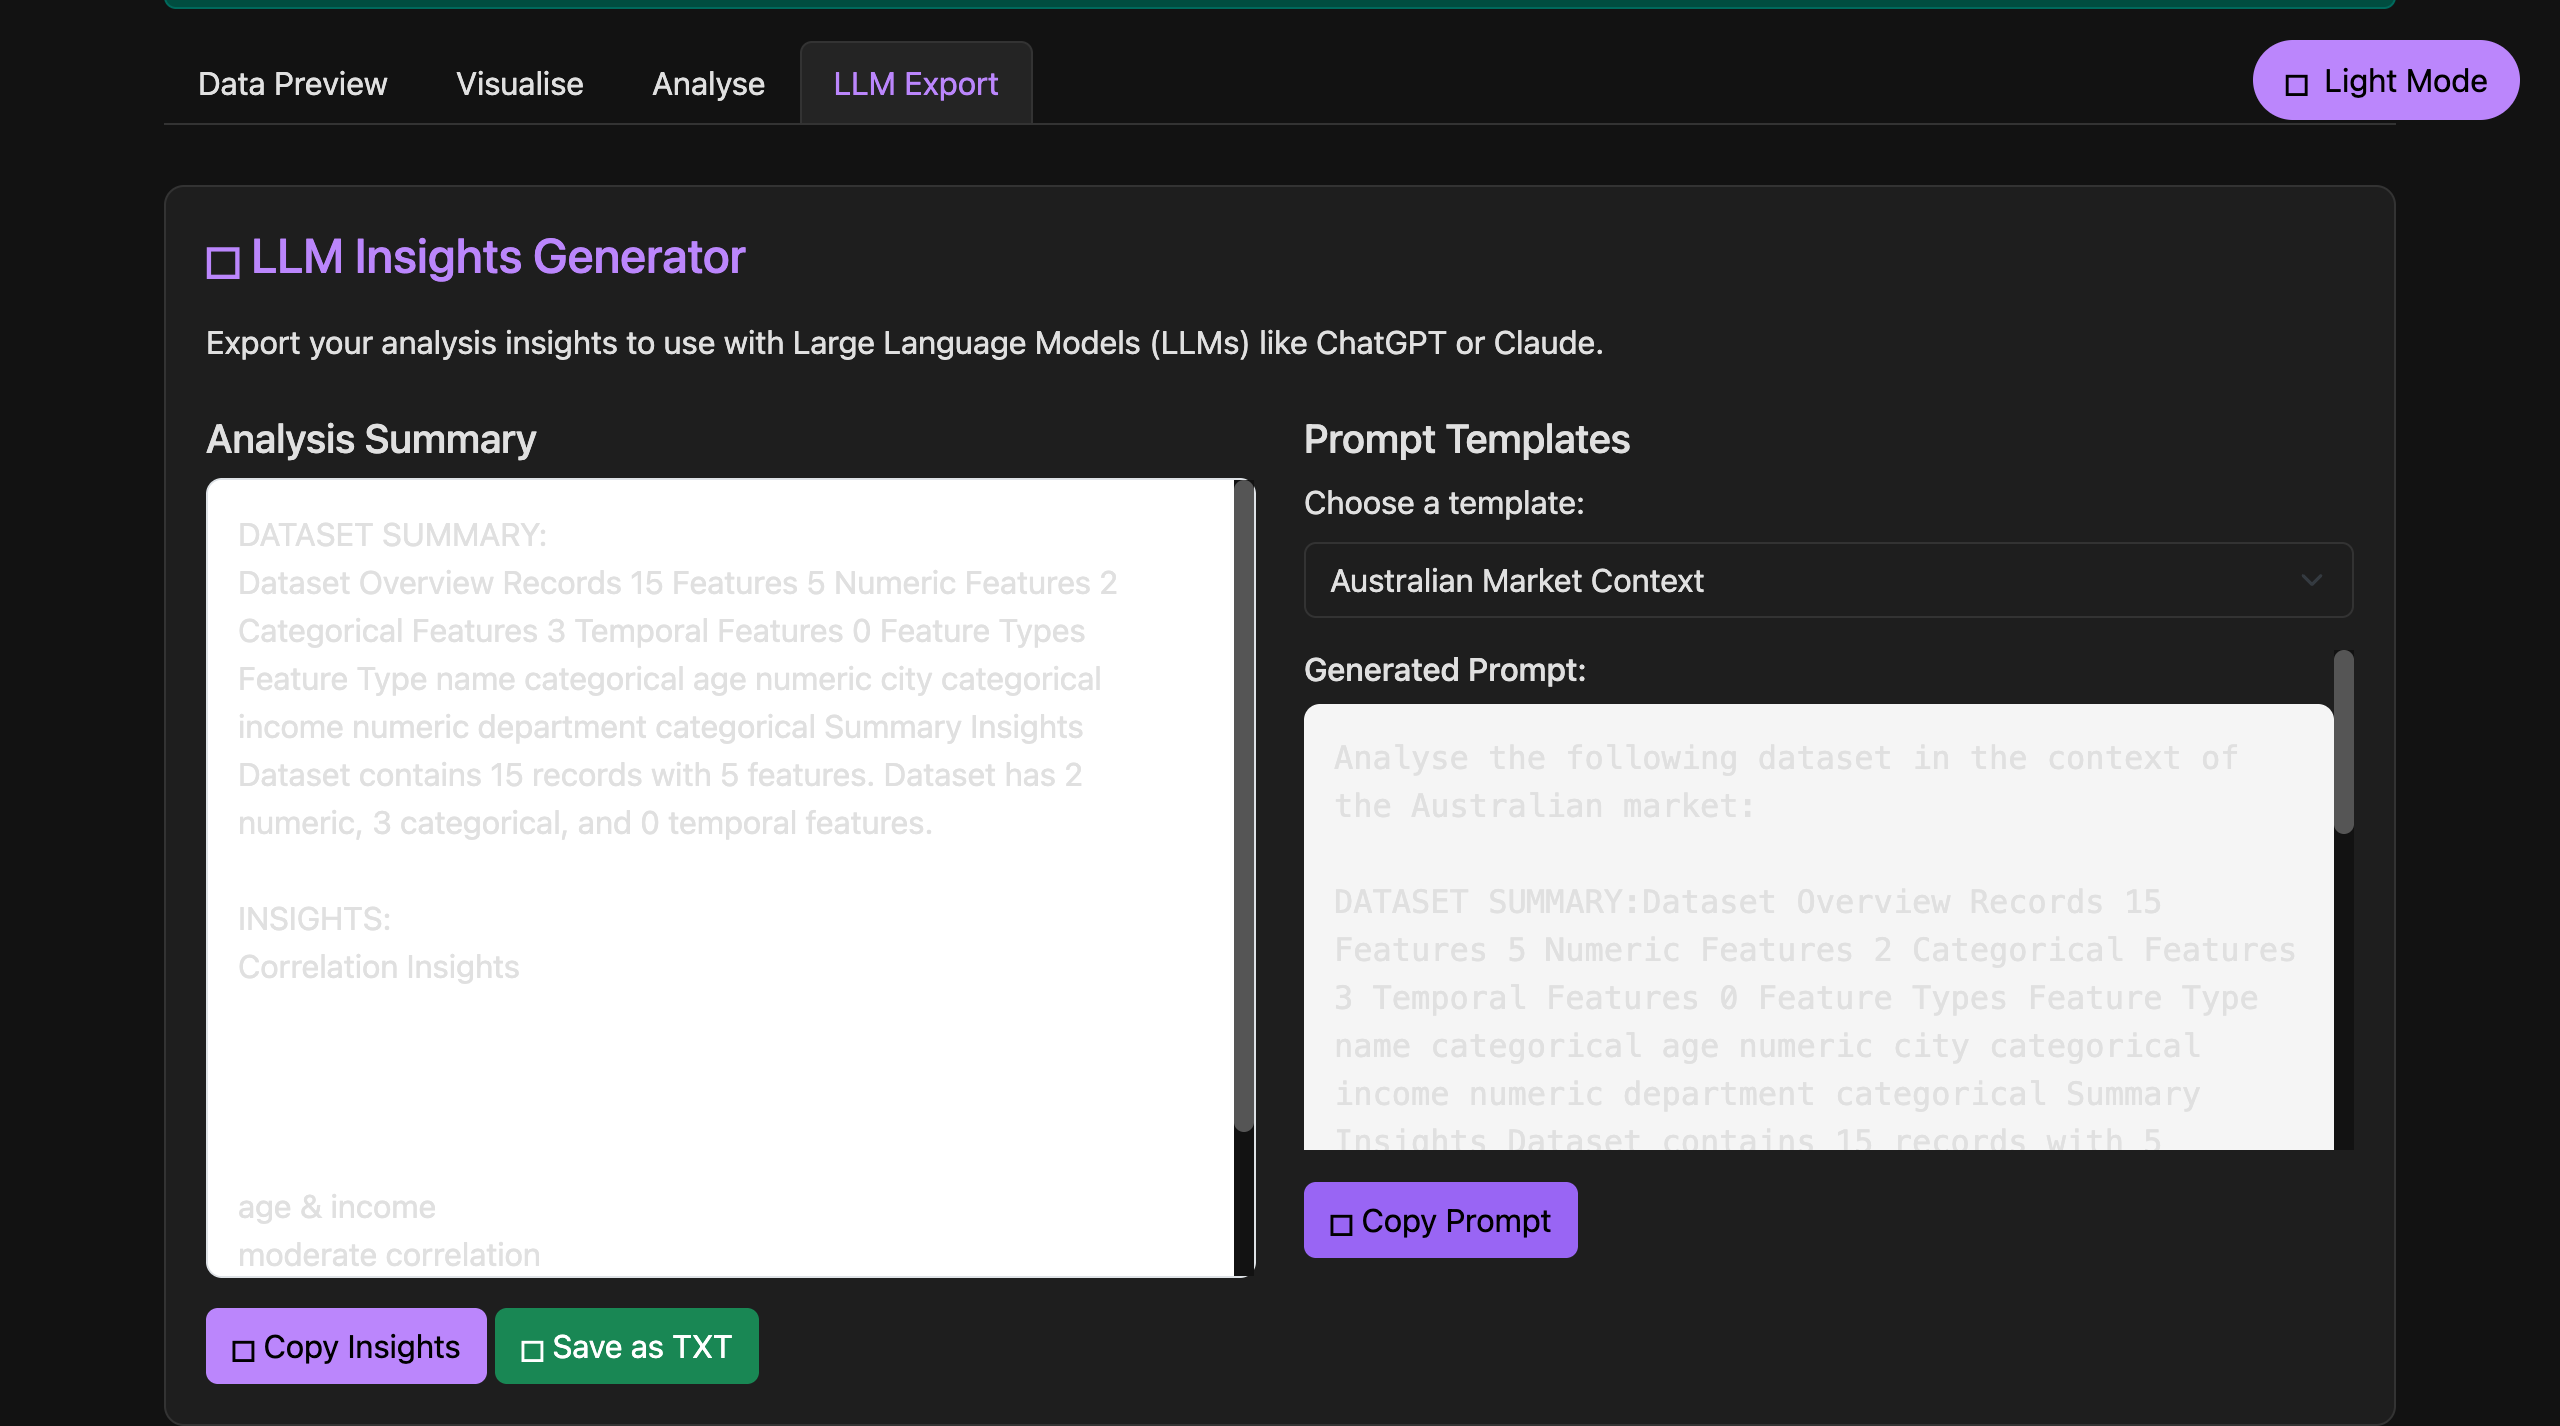 Data Preview
Visualise
Analyse
LLM Export
Light Mode
LLM Insights Generator
Export your analysis insights to use with Large Language Models (LLMs) like ChatGPT or Claude.
Analysis Summary
DATASET SUMMARY:
Dataset Overview Records 15 Features 5 Numeric Features 2
Categorical Features 3 Temporal Features 0 Feature Types
Feature Type name categorical age numeric city categorical
income numeric department categorical Summary Insights
Dataset contains 15 records with 5 features. Dataset has 2
numeric, 3 categorical, and 0 temporal features.
INSIGHTS:
Correlation Insights
age & income
moderate correlation
Copy Insights
Save as TXT
Prompt Templates
Choose a template:
Australian Market Context
Generated Prompt:
Analyse the following dataset in the context of
the Australian market:
DATASET SUMMARY:Dataset Overview Records 15
Features 5 Numeric Features 2 Categorical Features
3 Temporal Features 0 Feature Types Feature Type
name categorical age numeric city categorical
income numeric department categorical Summary
Insights Dataset contains 15 records with 5
Copy Prompt